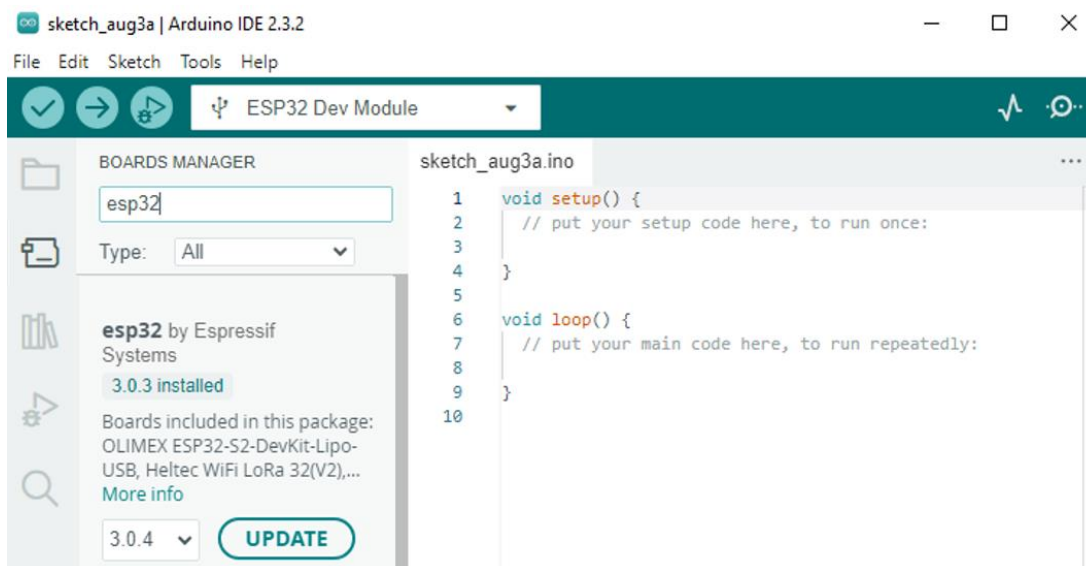 sketch_aug3a | Arduino IDE 2.3.2
File Edit Sketch Tools Help
ESP32 Dev Module
BOARDS MANAGER
esp32
Type: All
esp32 by Espressif
Systems
3.0.3 installed
Boards included in this package:
OLIMEX ESP32-S2-DevKit-Lipo-
USB, Heltec WiFi LoRa 32(V2),...
More info
3.0.4 UPDATE
sketch_aug3a.ino
...
1 void setup() {
2 // put your setup code here, to run once:
3
4 }
5
6 void loop() {
7 // put your main code here, to run repeatedly:
8
9 }
10